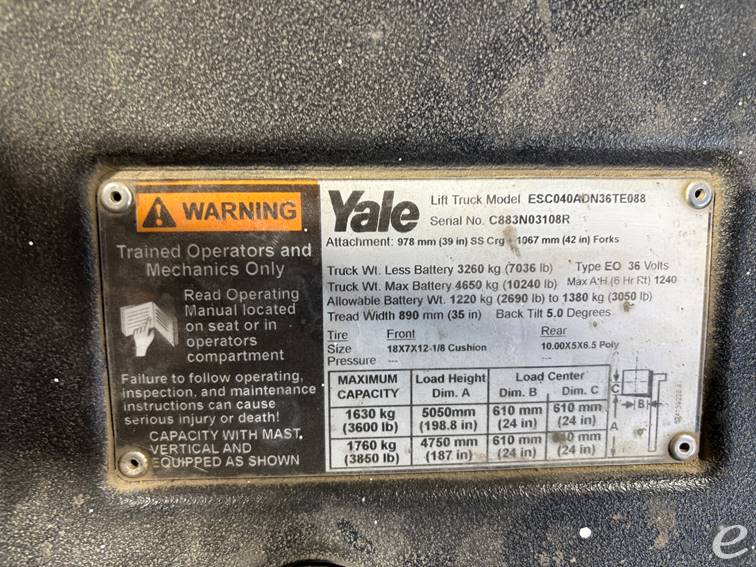 WARNING
Trained Operators and
Mechanics Only
Read Operating
Manual located
on seat or in
operators
compartment
Failure to follow operating,
inspection, and maintenance
instructions can cause
serious injury or death!
CAPACITY WITH MAST
VERTICAL AND
EQUIPPED AS SHOWN
Yale
Lift Truck Model ESC040ADN36TE088
Serial No. C883N03108R
Attachment: 978 mm (39 in) SS Crg - 1067 mm (42 in) Forks
Truck Wt. Less Battery 3260 kg (7036 lb) Type EO 36 Volts
Truck Wt. Max Battery 4650 kg (10240 lb) Max A.H.(6 Hr Rt) 1240
Allowable Battery Wt. 1220 kg (2690 lb) to 1380 kg (3050 lb)
Tread Width 890 mm (35 in) Back Tilt 5.0 Degrees
Tire Front Rear
Size 18X7X12-1/8 Cushion 10.00X5X6.5 Poly
Pressure --- ---
MAXIMUM CAPACITY Load Height Dim. A Load Center Dim. B Dim. C
1630 kg (3600 lb) 5050mm (198.8 in) 610 mm (24 in) 610 mm (24 in)
1760 kg (3850 lb) 4750 mm (187 in) 610 mm (24 in) 610 mm (24 in)
C
B
A
e